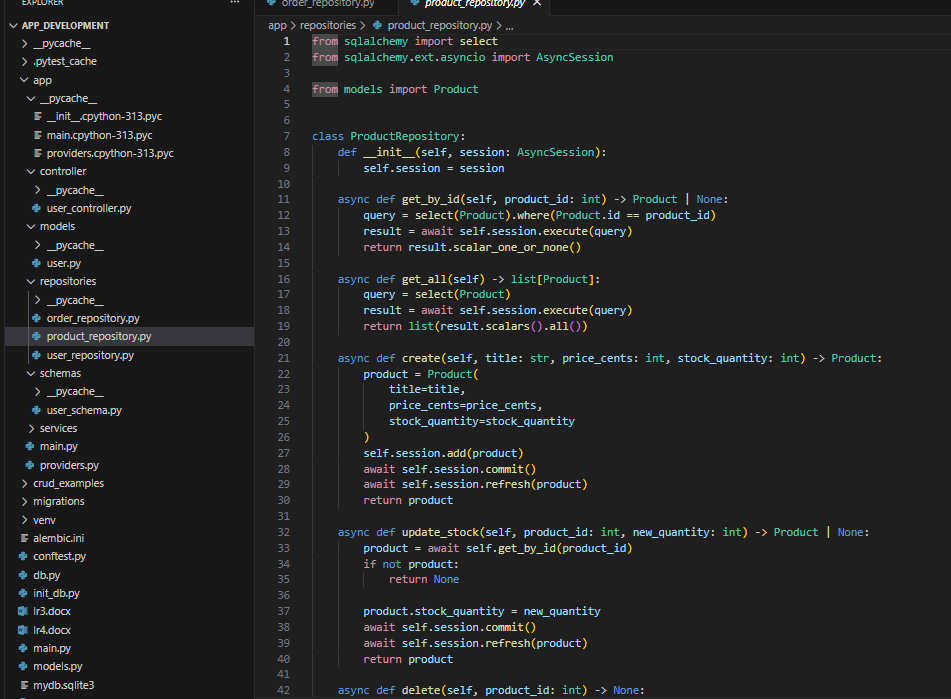 EXPLORER
...
APP_DEVELOPMENT
__pycache__
.pytest_cache
app
__pycache__
__init__.cpython-313.pyc
main.cpython-313.pyc
providers.cpython-313.pyc
controller
__pycache__
user_controller.py
models
__pycache__
user.py
repositories
__pycache__
order_repository.py
product_repository.py
user_repository.py
schemas
__pycache__
user_schema.py
services
main.py
providers.py
crud_examples
migrations
venv
alembic.ini
conftest.py
db.py
init_db.py
lr3.docx
lr4.docx
main.py
models.py
mydb.sqlite3
order_repository.py product_repository.py ×
app > repositories > product_repository.py > ...
1 from sqlalchemy import select
2 from sqlalchemy.ext.asyncio import AsyncSession
3
4 from models import Product
5
6
7 class ProductRepository:
8     def __init__(self, session: AsyncSession):
9         self.session = session
10
11     async def get_by_id(self, product_id: int) -> Product | None:
12         query = select(Product).where(Product.id == product_id)
13         result = await self.session.execute(query)
14         return result.scalar_one_or_none()
15
16     async def get_all(self) -> list[Product]:
17         query = select(Product)
18         result = await self.session.execute(query)
19         return list(result.scalars().all())
20
21     async def create(self, title: str, price_cents: int, stock_quantity: int) -> Product:
22         product = Product(
23             title=title,
24             price_cents=price_cents,
25             stock_quantity=stock_quantity
26         )
27         self.session.add(product)
28         await self.session.commit()
29         await self.session.refresh(product)
30         return product
31
32     async def update_stock(self, product_id: int, new_quantity: int) -> Product | None:
33         product = await self.get_by_id(product_id)
34         if not product:
35             return None
36
37         product.stock_quantity = new_quantity
38         await self.session.commit()
39         await self.session.refresh(product)
40         return product
41
42     async def delete(self, product_id: int) -> None: